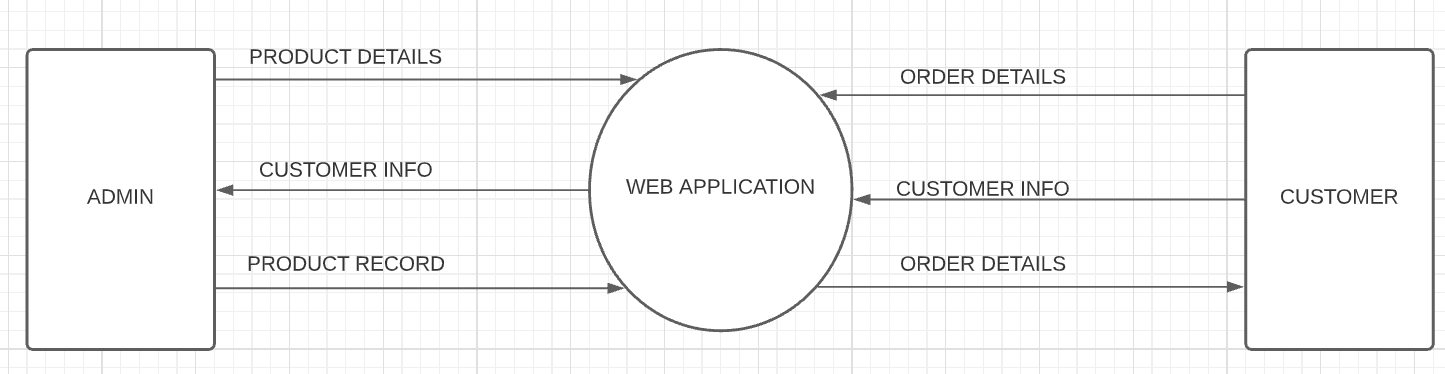 PRODUCT DETAILS
ORDER DETAILS
CUSTOMER INFO
WEB APPLICATION
CUSTOMER INFO
ADMIN
CUSTOMER
PRODUCT RECORD
ORDER DETAILS